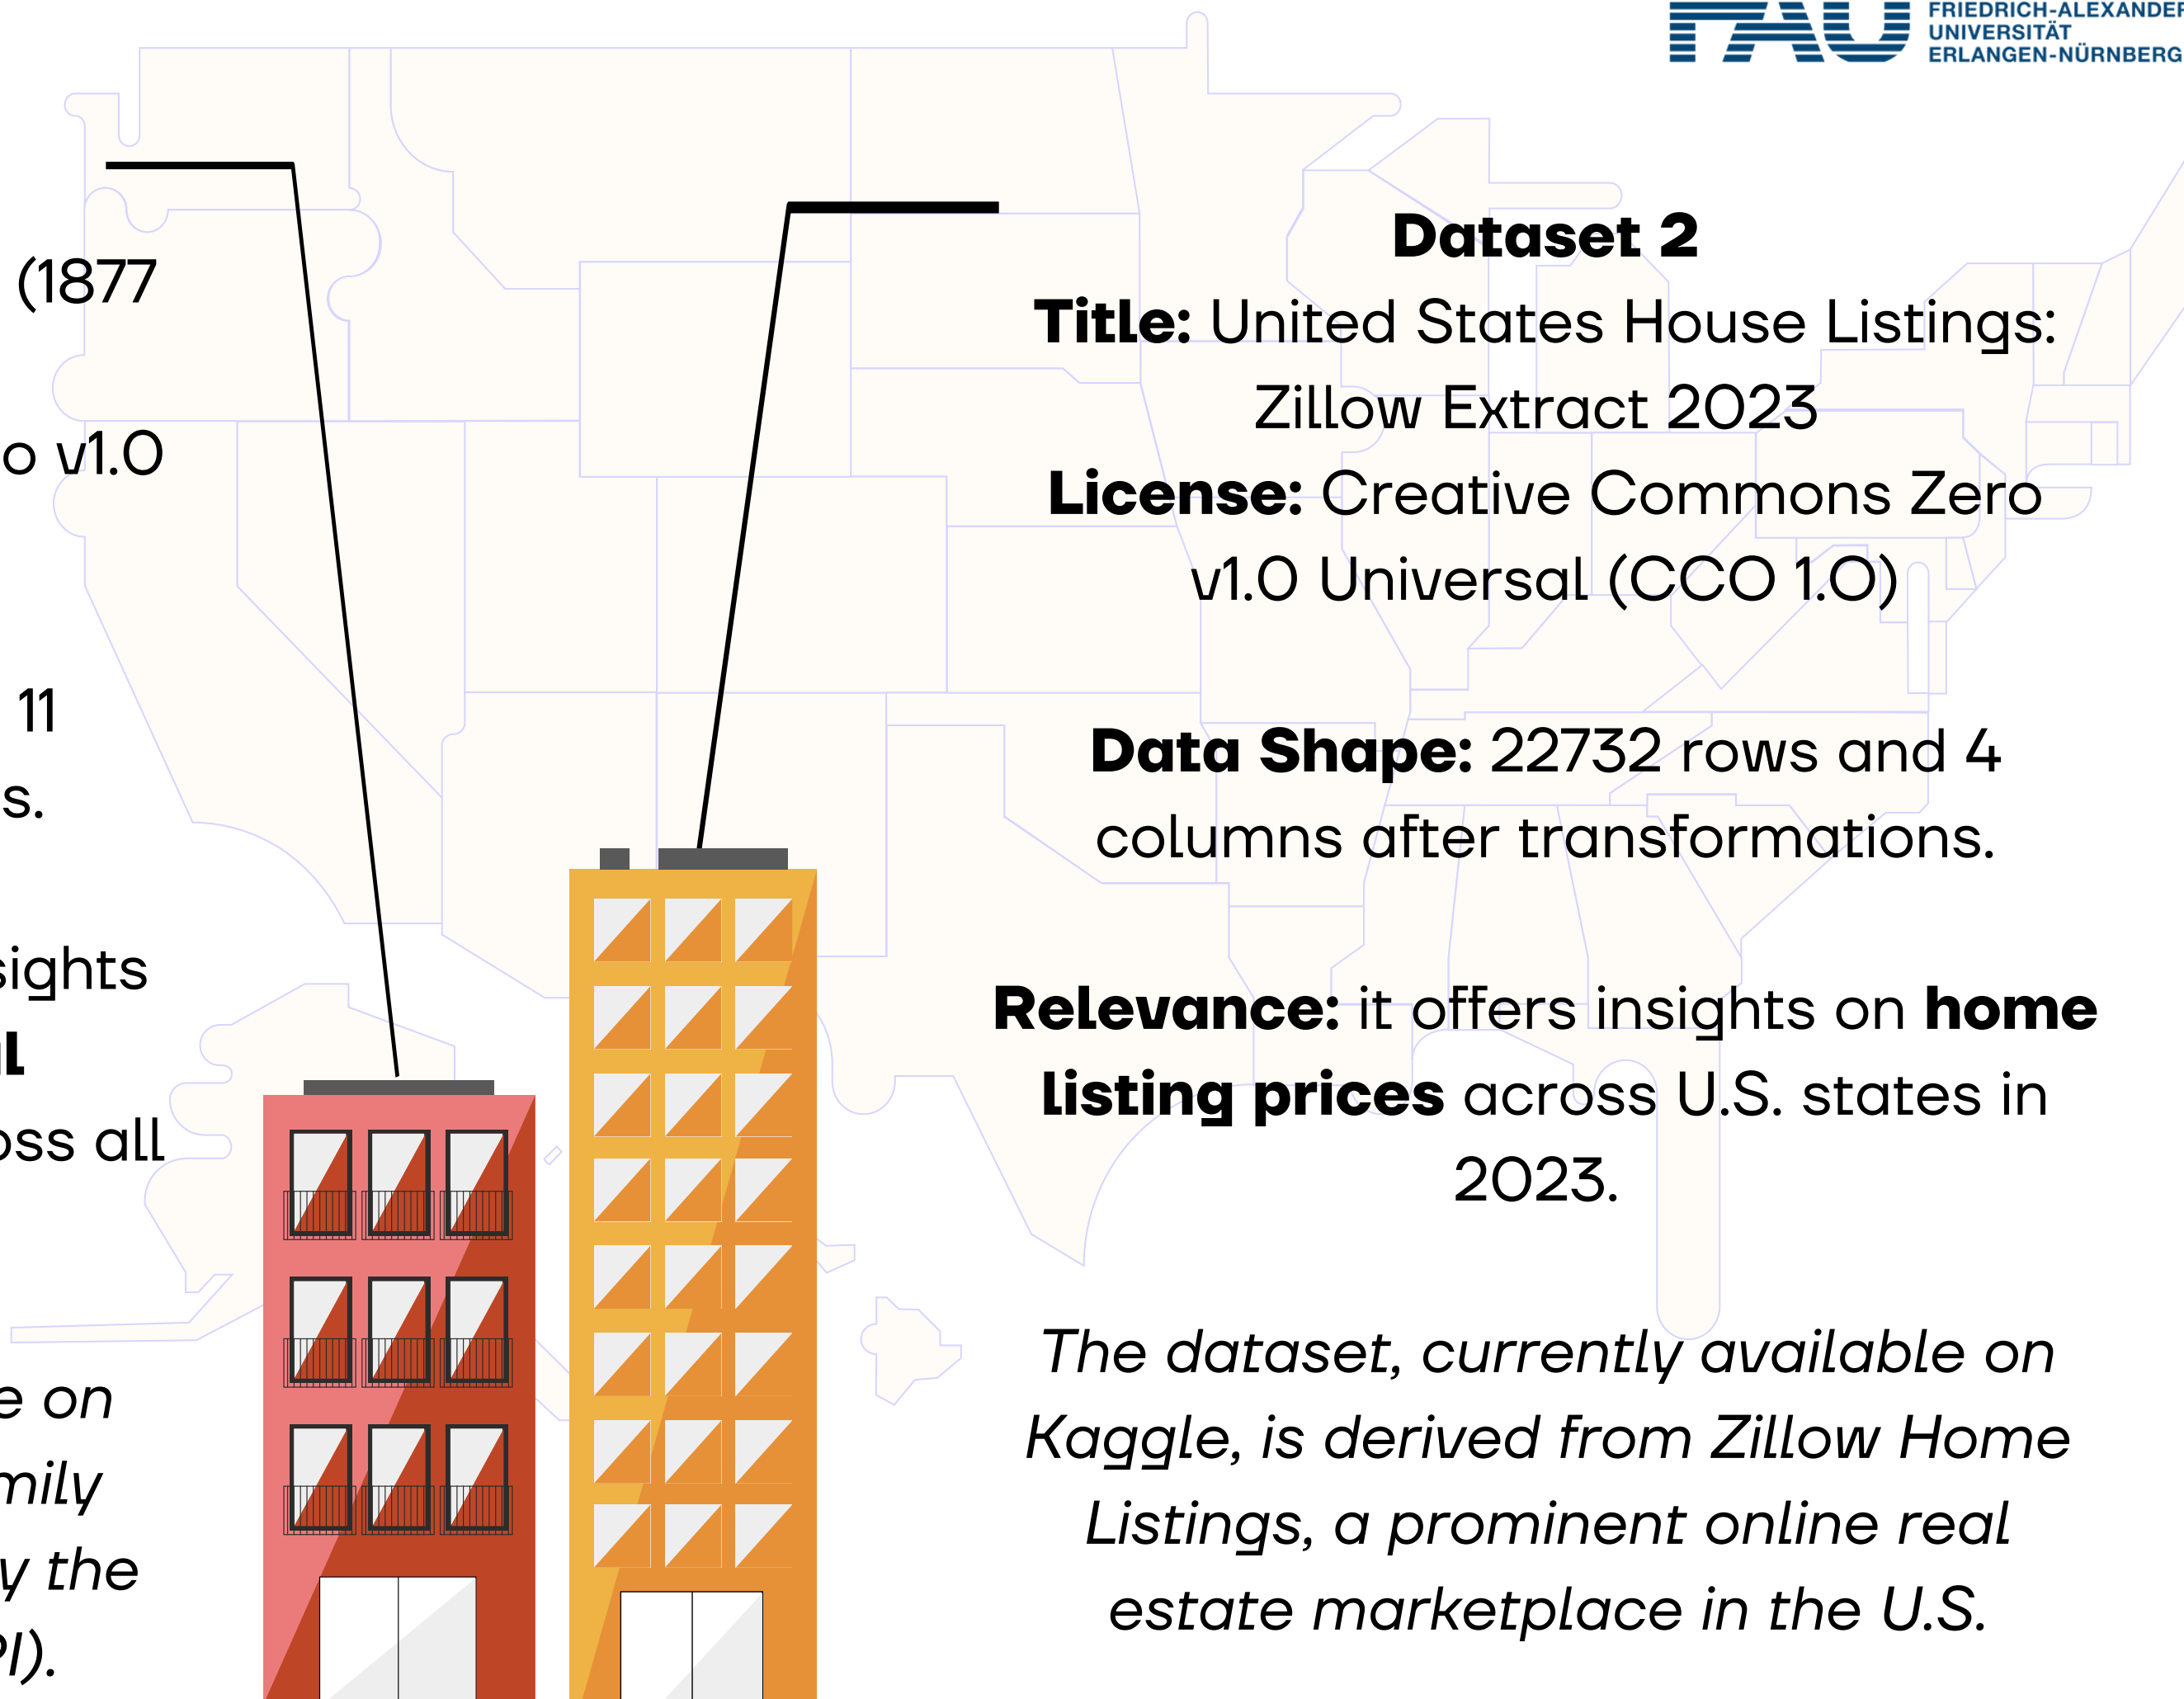 FRIEDRICH-ALEXANDER
UNIVERSITÄT
ERLANGEN-NÜRNBERG
(1877
o v1.0
11
s.
sights
oss all
e on
mily
y the
PI).
Dataset 2
Title: United States House Listings:
Zillow Extract 2023
License: Creative Commons Zero
v1.0 Universal (CC0 1.0)
Data Shape: 22732 rows and 4
columns after transformations.
Relevance: it offers insights on home
listing prices across U.S. states in
2023.
The dataset, currently available on
Kaggle, is derived from Zillow Home
Listings, a prominent online real
estate marketplace in the U.S.